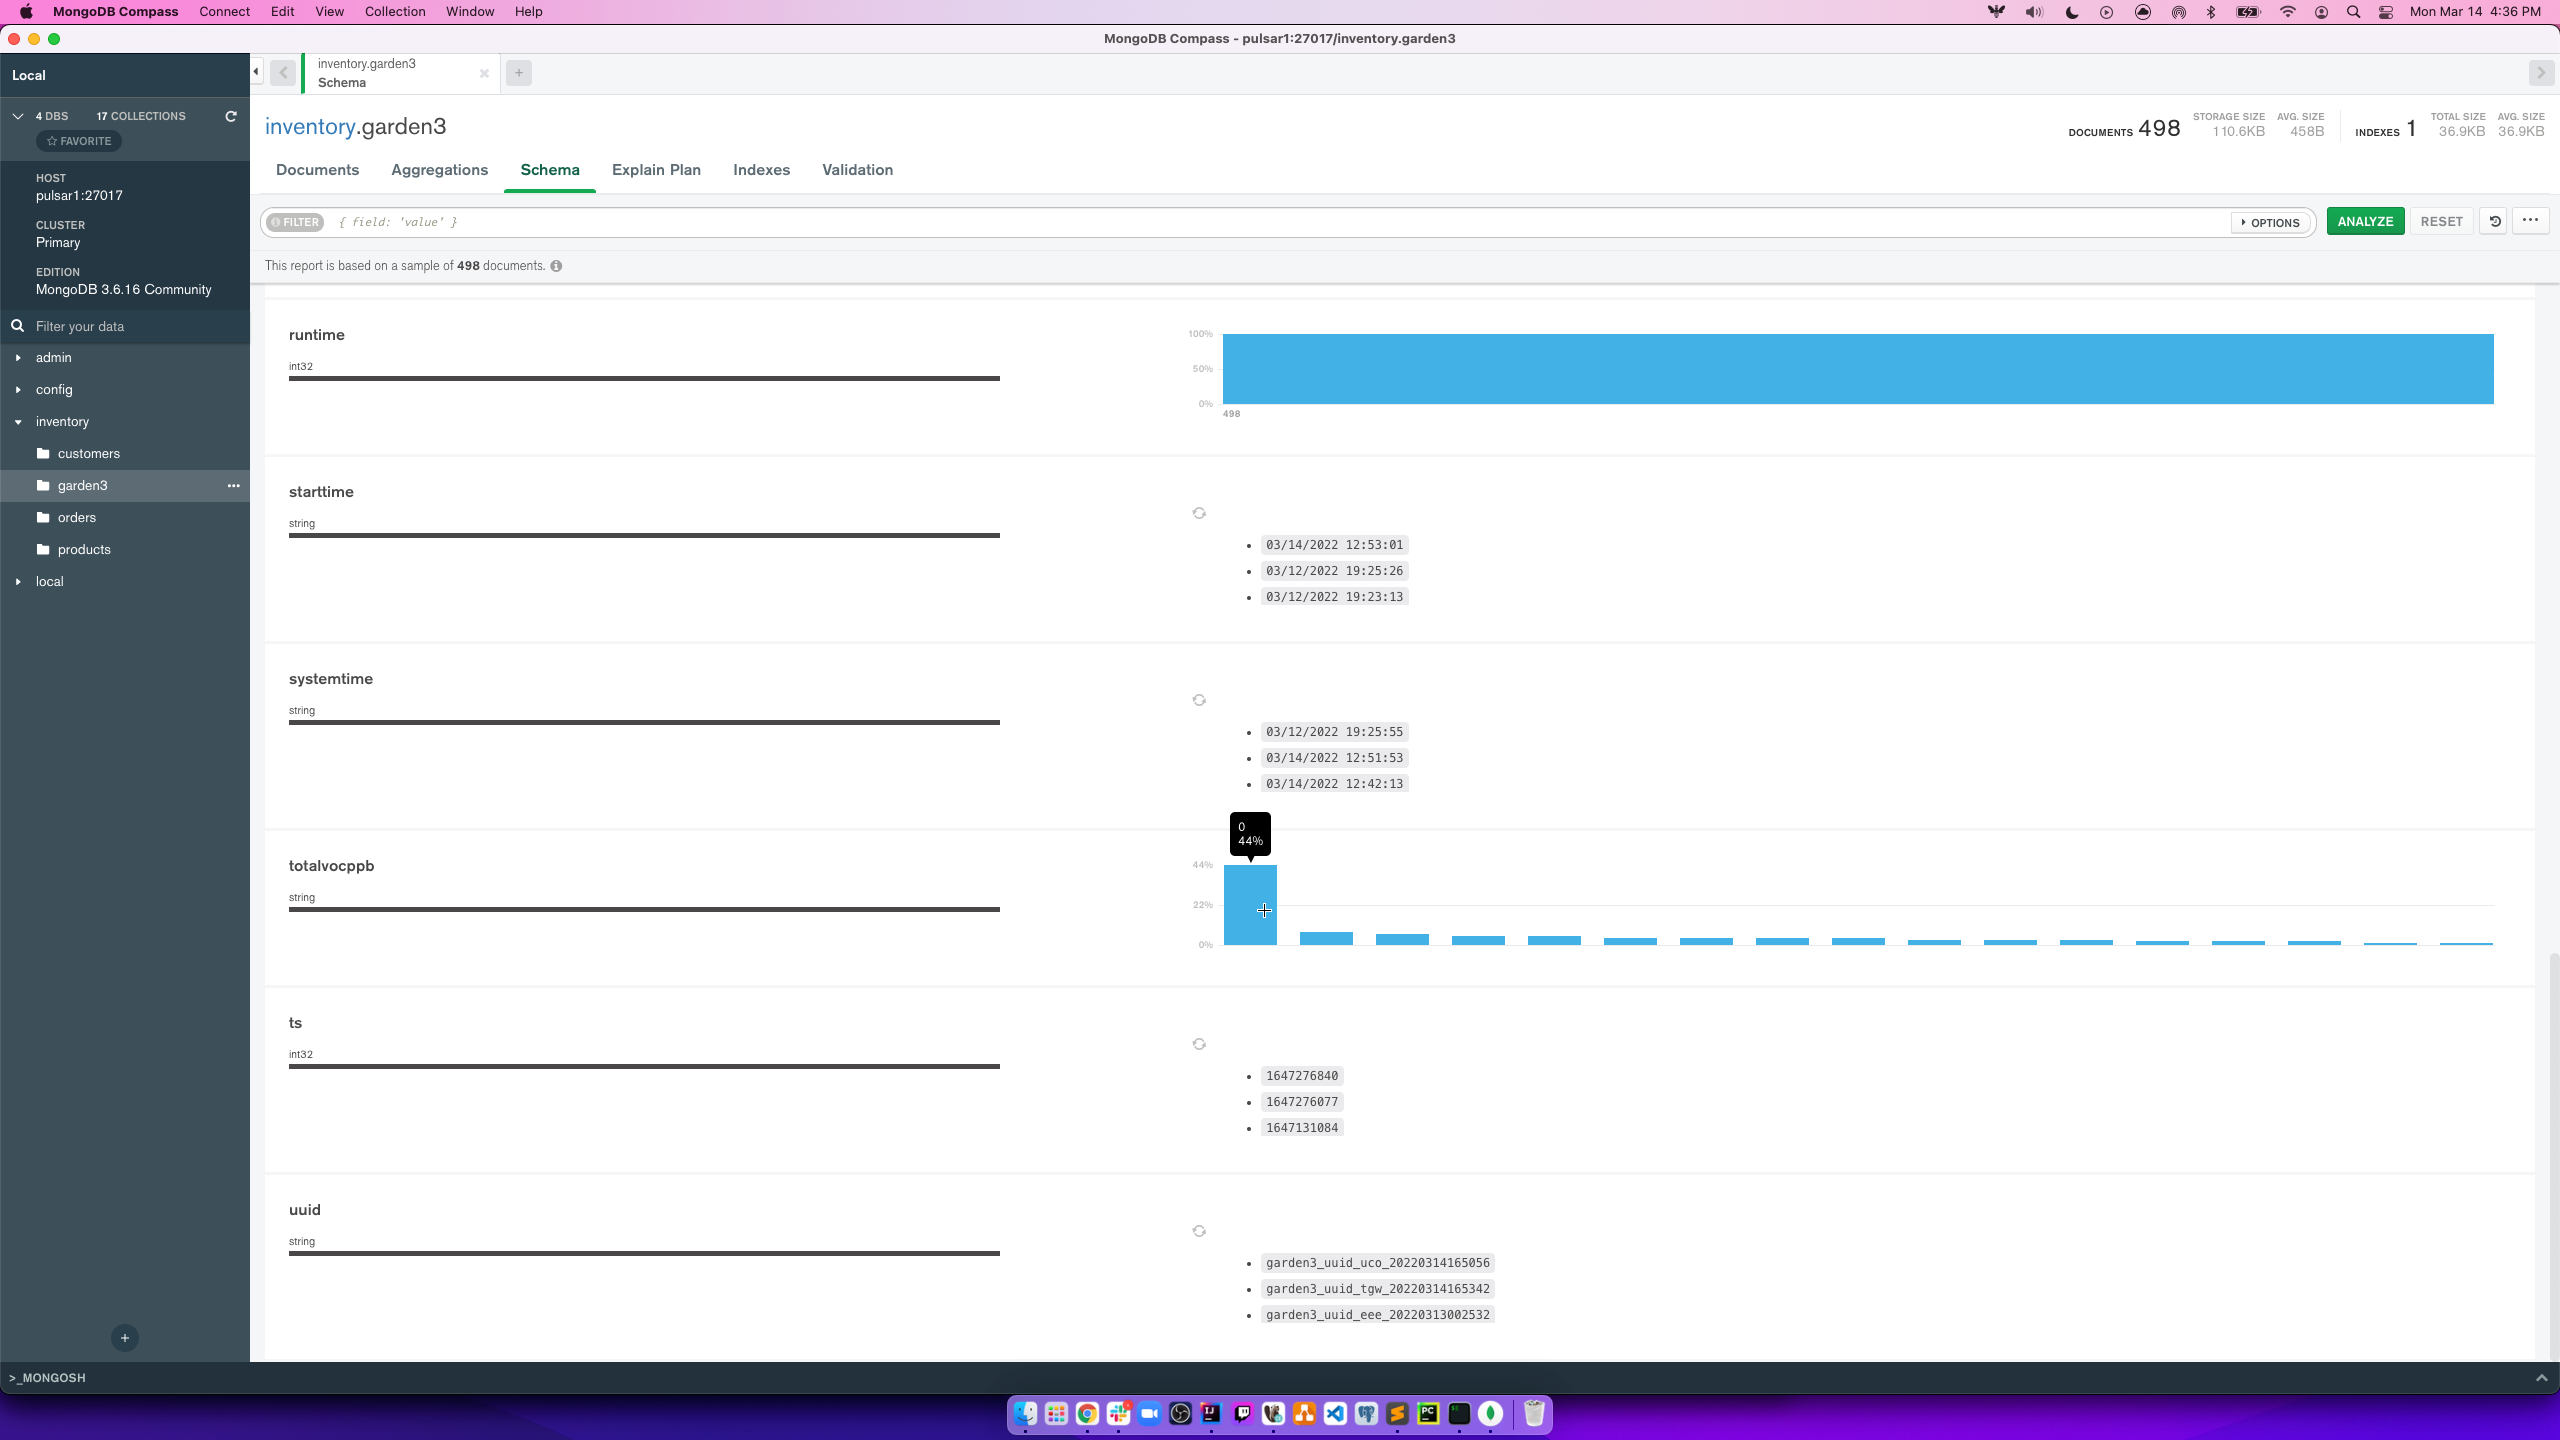 MongoDB Compass Connect Edit View Collection Window Help Mon Mar 14 4:36 PM
MongoDB Compass - pulsar1:27017/inventory.garden3
Local
inventory.garden3
Schema
4 DBS 17 COLLECTIONS
FAVORITE
HOST
pulsar1:27017
CLUSTER
Primary
EDITION
MongoDB 3.6.16 Community
Filter your data
admin
config
inventory
customers
garden3
orders
products
local
inventory.garden3
DOCUMENTS 498 STORAGE SIZE 110.6KB AVG. SIZE 458B INDEXES 1 TOTAL SIZE 36.9KB AVG. SIZE 36.9KB
Documents Aggregations Schema Explain Plan Indexes Validation
FILTER { field: 'value' } OPTIONS ANALYZE RESET
This report is based on a sample of 498 documents.
runtime
int32
100%
50%
0%
498
starttime
string
03/14/2022 12:53:01
03/12/2022 19:25:26
03/12/2022 19:23:13
systemtime
string
03/12/2022 19:25:55
03/14/2022 12:51:53
03/14/2022 12:42:13
totalvocppb
string
0
44%
44%
22%
0%
ts
int32
1647276840
1647276077
1647131084
uuid
string
garden3_uuid_uco_20220314165056
garden3_uuid_tgw_20220314165342
garden3_uuid_eee_20220313002532
>_MONGOSH
IJ
PC